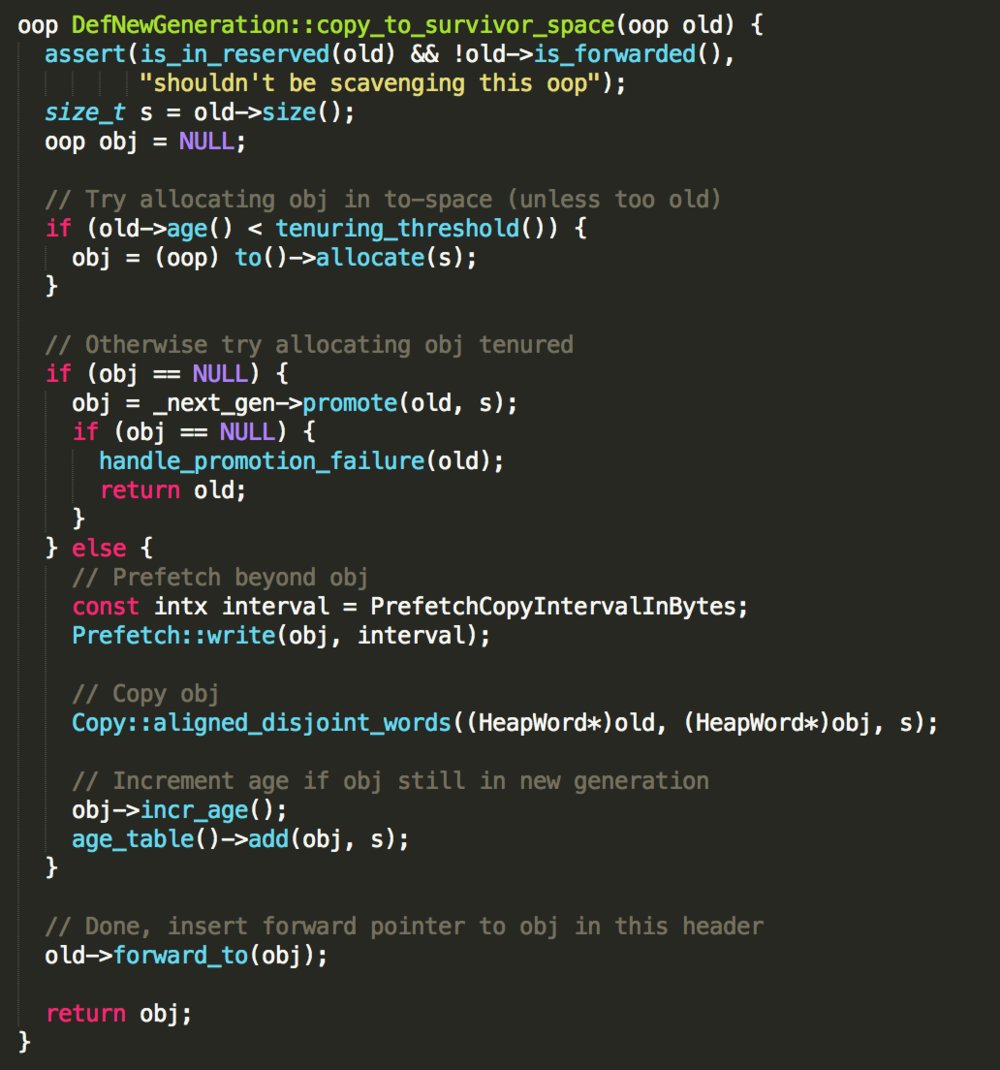 oop DefNewGeneration::copy_to_survivor_space(oop old) {
  assert(is_in_reserved(old) && !old->is_forwarded(),
         "shouldn't be scavenging this oop");
  size_t s = old->size();
  oop obj = NULL;

  // Try allocating obj in to-space (unless too old)
  if (old->age() < tenuring_threshold()) {
    obj = (oop) to()->allocate(s);
  }

  // Otherwise try allocating obj tenured
  if (obj == NULL) {
    obj = _next_gen->promote(old, s);
    if (obj == NULL) {
      handle_promotion_failure(old);
      return old;
    }
  } else {
    // Prefetch beyond obj
    const intx interval = PrefetchCopyIntervalInBytes;
    Prefetch::write(obj, interval);

    // Copy obj
    Copy::aligned_disjoint_words((HeapWord*)old, (HeapWord*)obj, s);

    // Increment age if obj still in new generation
    obj->incr_age();
    age_table()->add(obj, s);
  }

  // Done, insert forward pointer to obj in this header
  old->forward_to(obj);

  return obj;
}